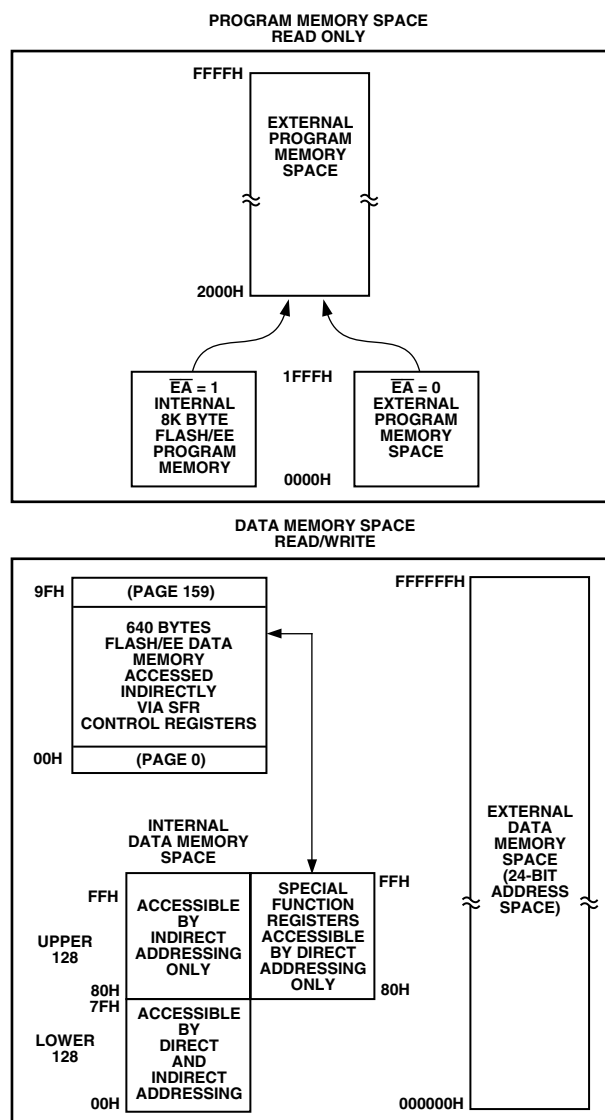 PROGRAM MEMORY SPACE
READ ONLY
FFFFH
EXTERNAL
PROGRAM
MEMORY
SPACE
2000H
EA = 1
INTERNAL
8K BYTE
FLASH/EE
PROGRAM
MEMORY
1FFFH
0000H
EA = 0
EXTERNAL
PROGRAM
MEMORY
SPACE
DATA MEMORY SPACE
READ/WRITE
9FH
(PAGE 159)
640 BYTES
FLASH/EE DATA
MEMORY
ACCESSED
INDIRECTLY
VIA SFR
CONTROL REGISTERS
00H
(PAGE 0)
INTERNAL
DATA MEMORY
SPACE
FFH
UPPER
128
80H
ACCESSIBLE
BY
INDIRECT
ADDRESSING
ONLY
SPECIAL
FUNCTION
REGISTERS
ACCESSIBLE
BY DIRECT
ADDRESSING
ONLY
FFH
80H
7FH
LOWER
128
00H
ACCESSIBLE
BY
DIRECT
AND
INDIRECT
ADDRESSING
FFFFFFH
EXTERNAL
DATA
MEMORY
SPACE
(24-BIT
ADDRESS
SPACE)
000000H